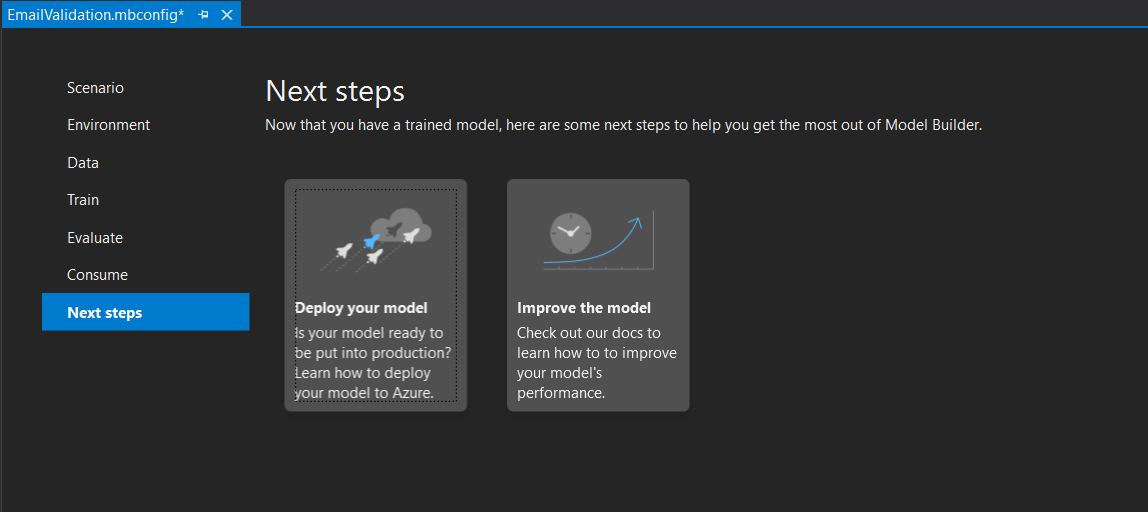 EmailValidation.mbconfig*
Scenario
Environment
Data
Train
Evaluate
Consume
Next steps
Next steps
Now that you have a trained model, here are some next steps to help you get the most out of Model Builder.
Deploy your model
Is your model ready to
be put into production?
Learn how to deploy
your model to Azure.
Improve the model
Check out our docs to
learn how to to improve
your model's
performance.